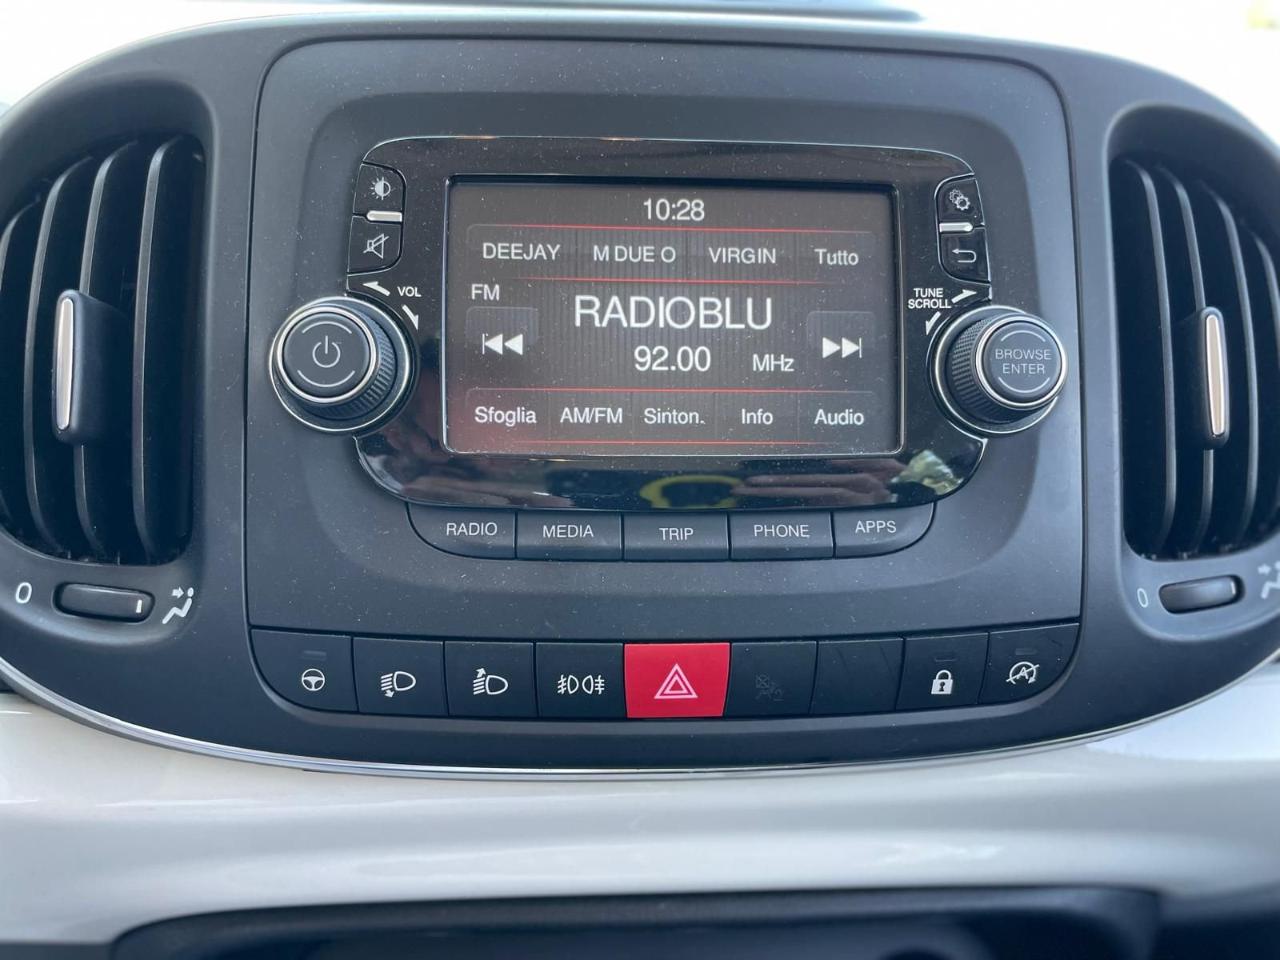 10:28
DEEJAY M DUE O VIRGIN Tutto
FM
RADIOBLU
92.00 MHz
Sfoglia AM/FM Sinton. Info Audio
VOL
TUNE
SCROLL
BROWSE
ENTER
RADIO MEDIA TRIP PHONE APPS
0
0